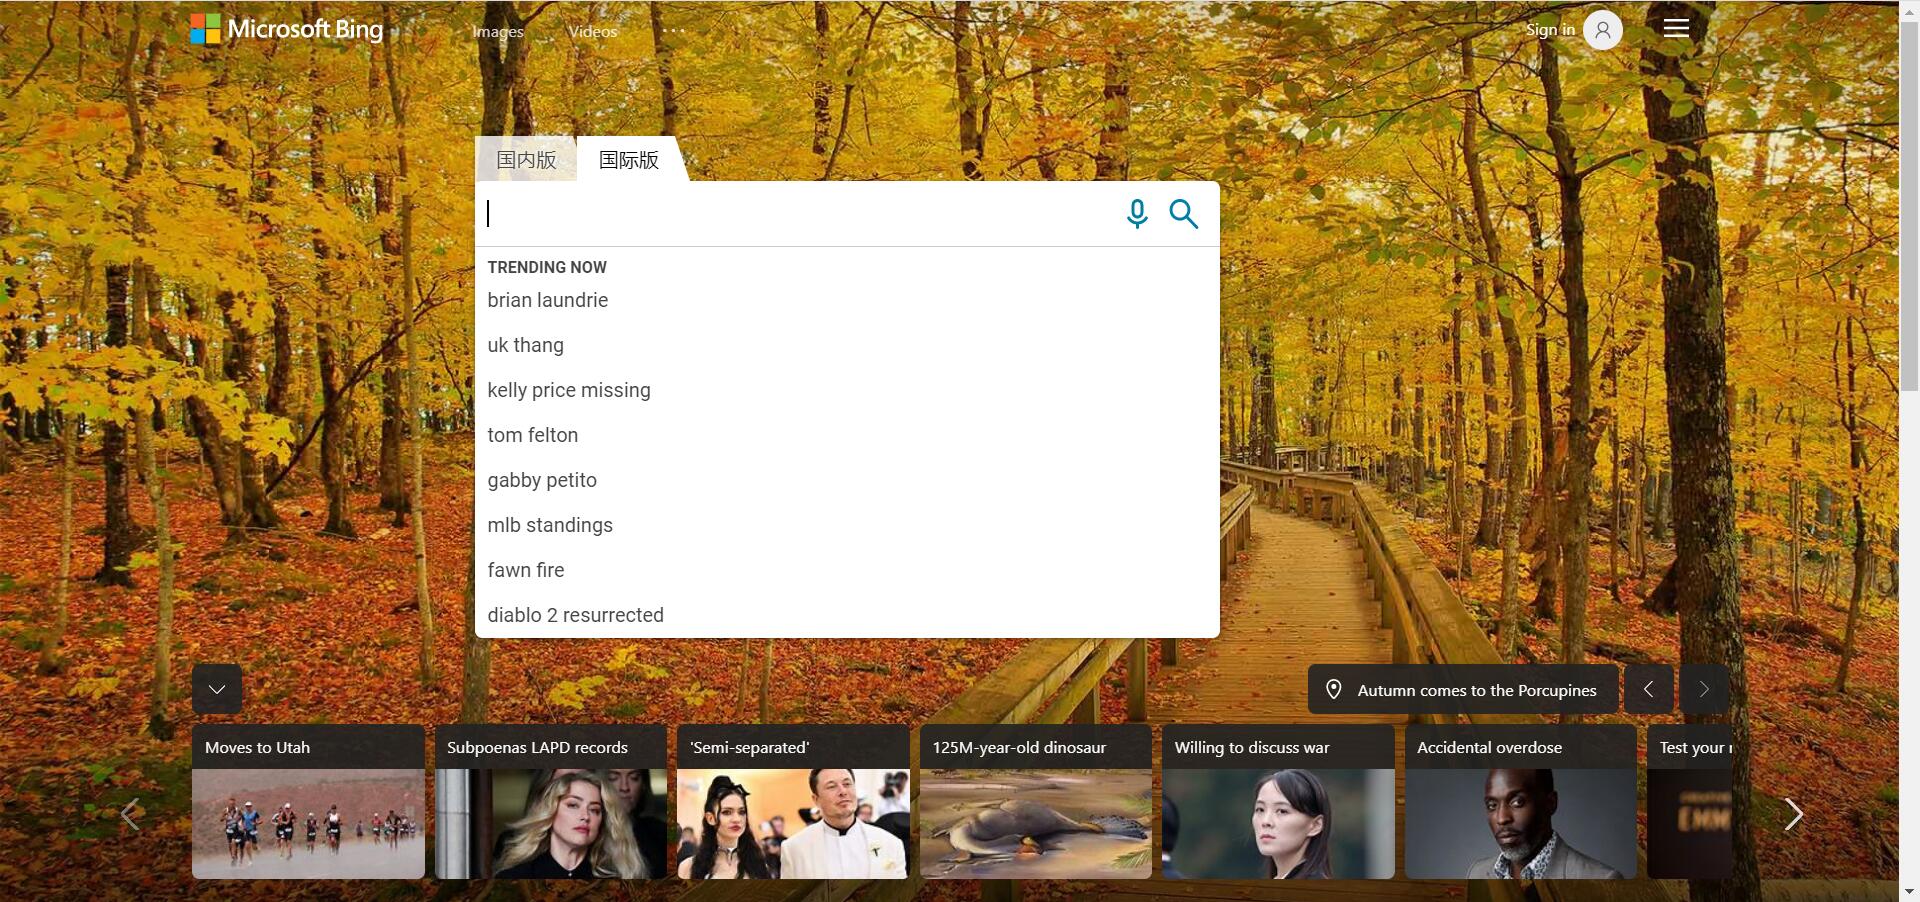 Microsoft Bing
Images
Videos
Sign in
国内版
国际版
TRENDING NOW
brian laundrie
uk thang
kelly price missing
tom felton
gabby petito
mlb standings
fawn fire
diablo 2 resurrected
Autumn comes to the Porcupines
Moves to Utah
Subpoenas LAPD records
'Semi-separated'
125M-year-old dinosaur
Willing to discuss war
Accidental overdose
Test your